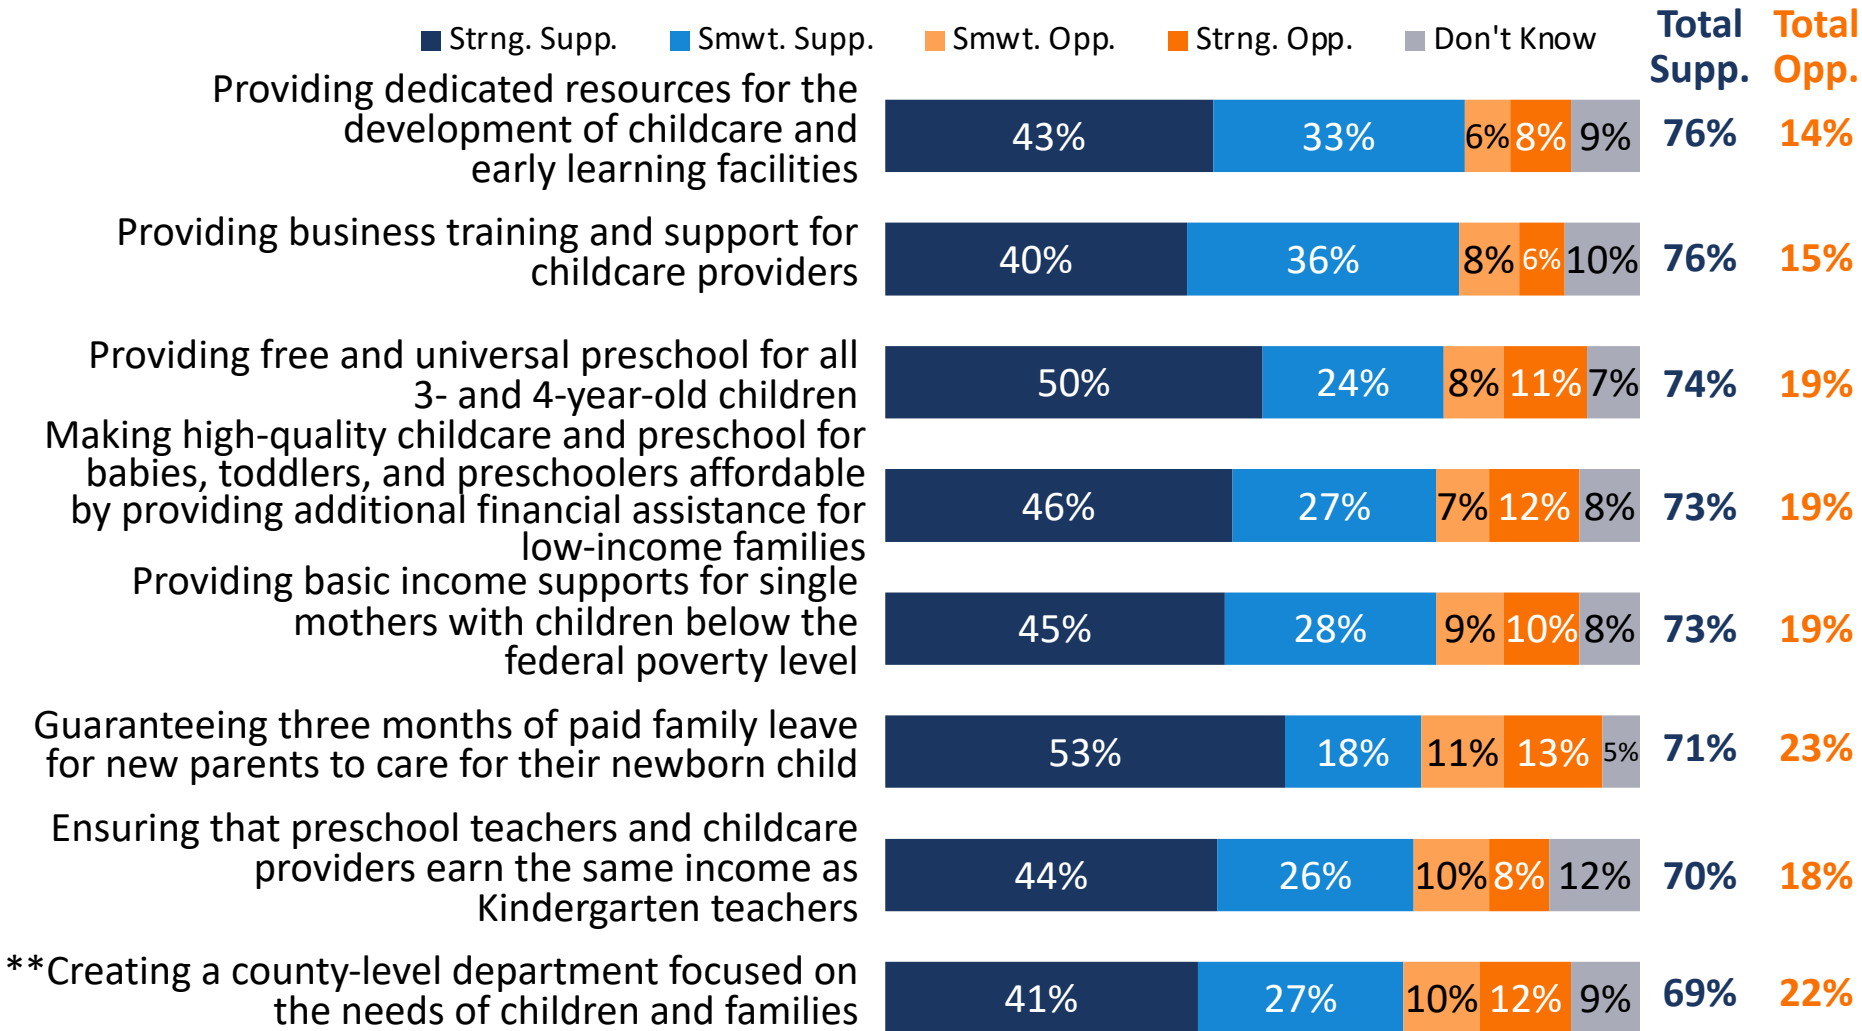 Strng. Supp. Smwt. Supp. Smwt. Opp. Strng. Opp. Don't Know
Total Total
Supp. Opp.
Providing dedicated resources for the
development of childcare and
early learning facilities
43% 33% 6% 8% 9% 76% 14%
Providing business training and support for
childcare providers
40% 36% 8% 6% 10% 76% 15%
Providing free and universal preschool for all
3- and 4-year-old children
50% 24% 8% 11% 7% 74% 19%
Making high-quality childcare and preschool for
babies, toddlers, and preschoolers affordable
by providing additional financial assistance for
low-income families
46% 27% 7% 12% 8% 73% 19%
Providing basic income supports for single
mothers with children below the
federal poverty level
45% 28% 9% 10% 8% 73% 19%
Guaranteeing three months of paid family leave
for new parents to care for their newborn child
53% 18% 11% 13% 5% 71% 23%
Ensuring that preschool teachers and childcare
providers earn the same income as
Kindergarten teachers
44% 26% 10% 8% 12% 70% 18%
**Creating a county-level department focused on
the needs of children and families
41% 27% 10% 12% 9% 69% 22%